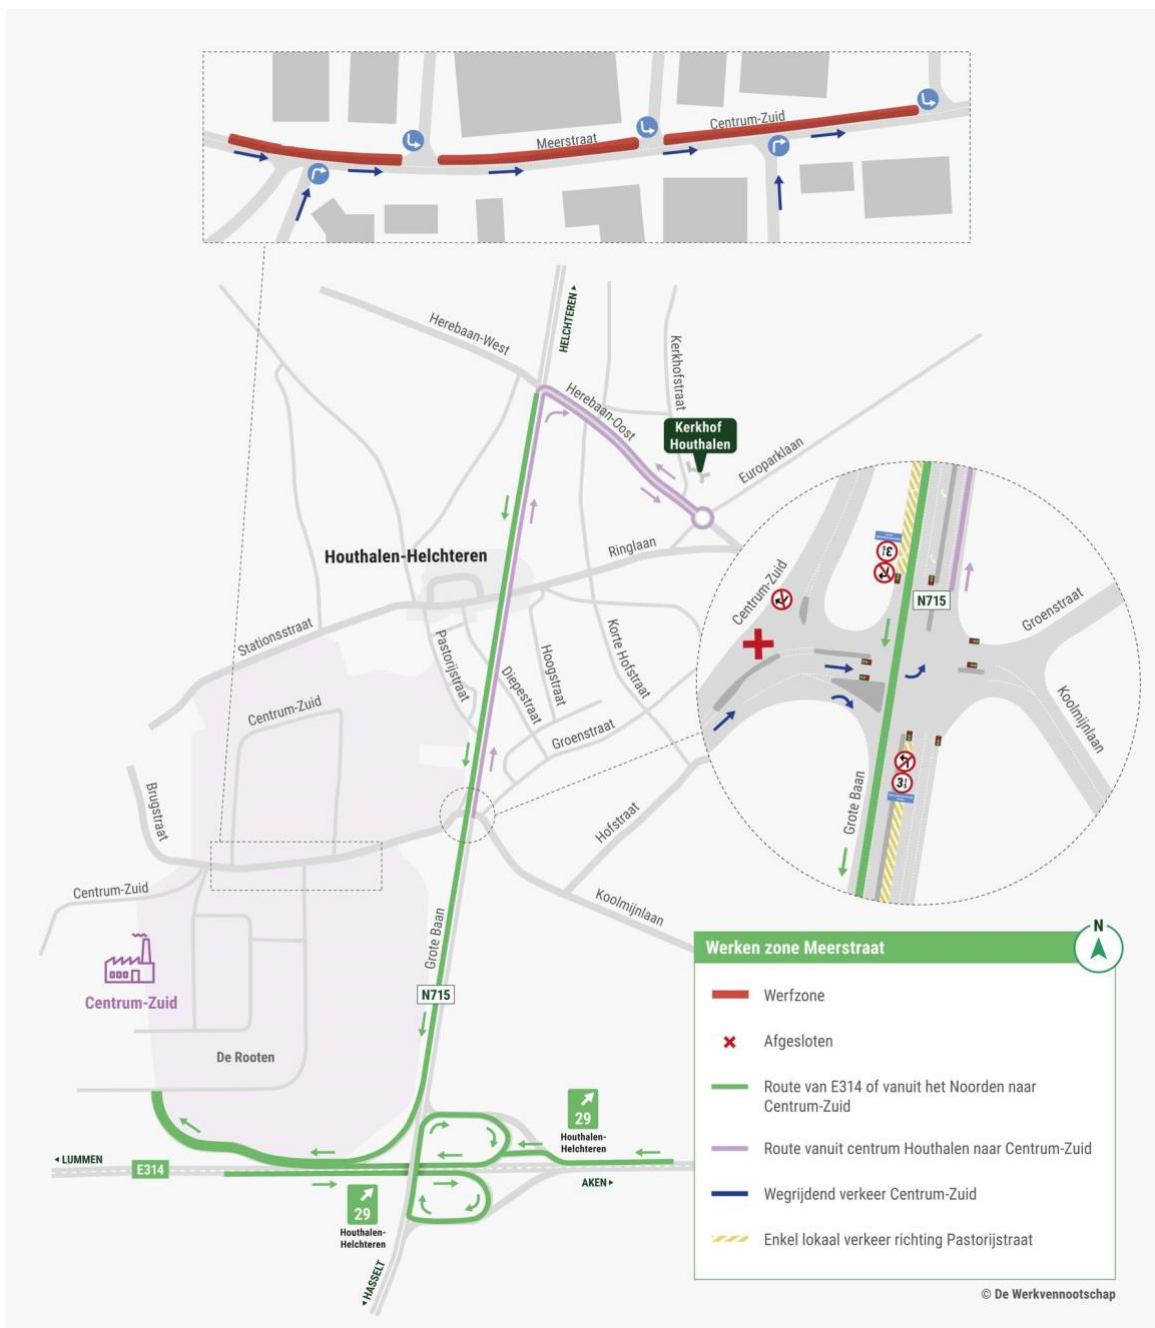 Meerstraat
Centrum-Zuid
HELCHTEREN
Herebaan-West
Herebaan-Oost
Kerkhofstraat
Kerkhof
Houthalen
Europarklaan
Houthalen-Helchteren
Ringlaan
Stationsstraat
Pastorijstraat
Diepestraat
Hoogstraat
Korte Hofstraat
Groenstraat
Centrum-Zuid
Brugstraat
Hofstraat
Koolmijnlaan
Centrum-Zuid
Centrum-Zuid
De Rooten
Grote Baan
N715
Centrum-Zuid
N715
Groenstraat
Koolmijnlaan
Grote Baan
LUMMEN
E314
29
Houthalen-
Helchteren
29
Houthalen-
Helchteren
AKEN
HASSELT
N
Werken zone Meerstraat
Werfzone
Afgesloten
Route van E314 of vanuit het Noorden naar
Centrum-Zuid
Route vanuit centrum Houthalen naar Centrum-Zuid
Wegrijdend verkeer Centrum-Zuid
Enkel lokaal verkeer richting Pastorijstraat
© De Werkvennootschap